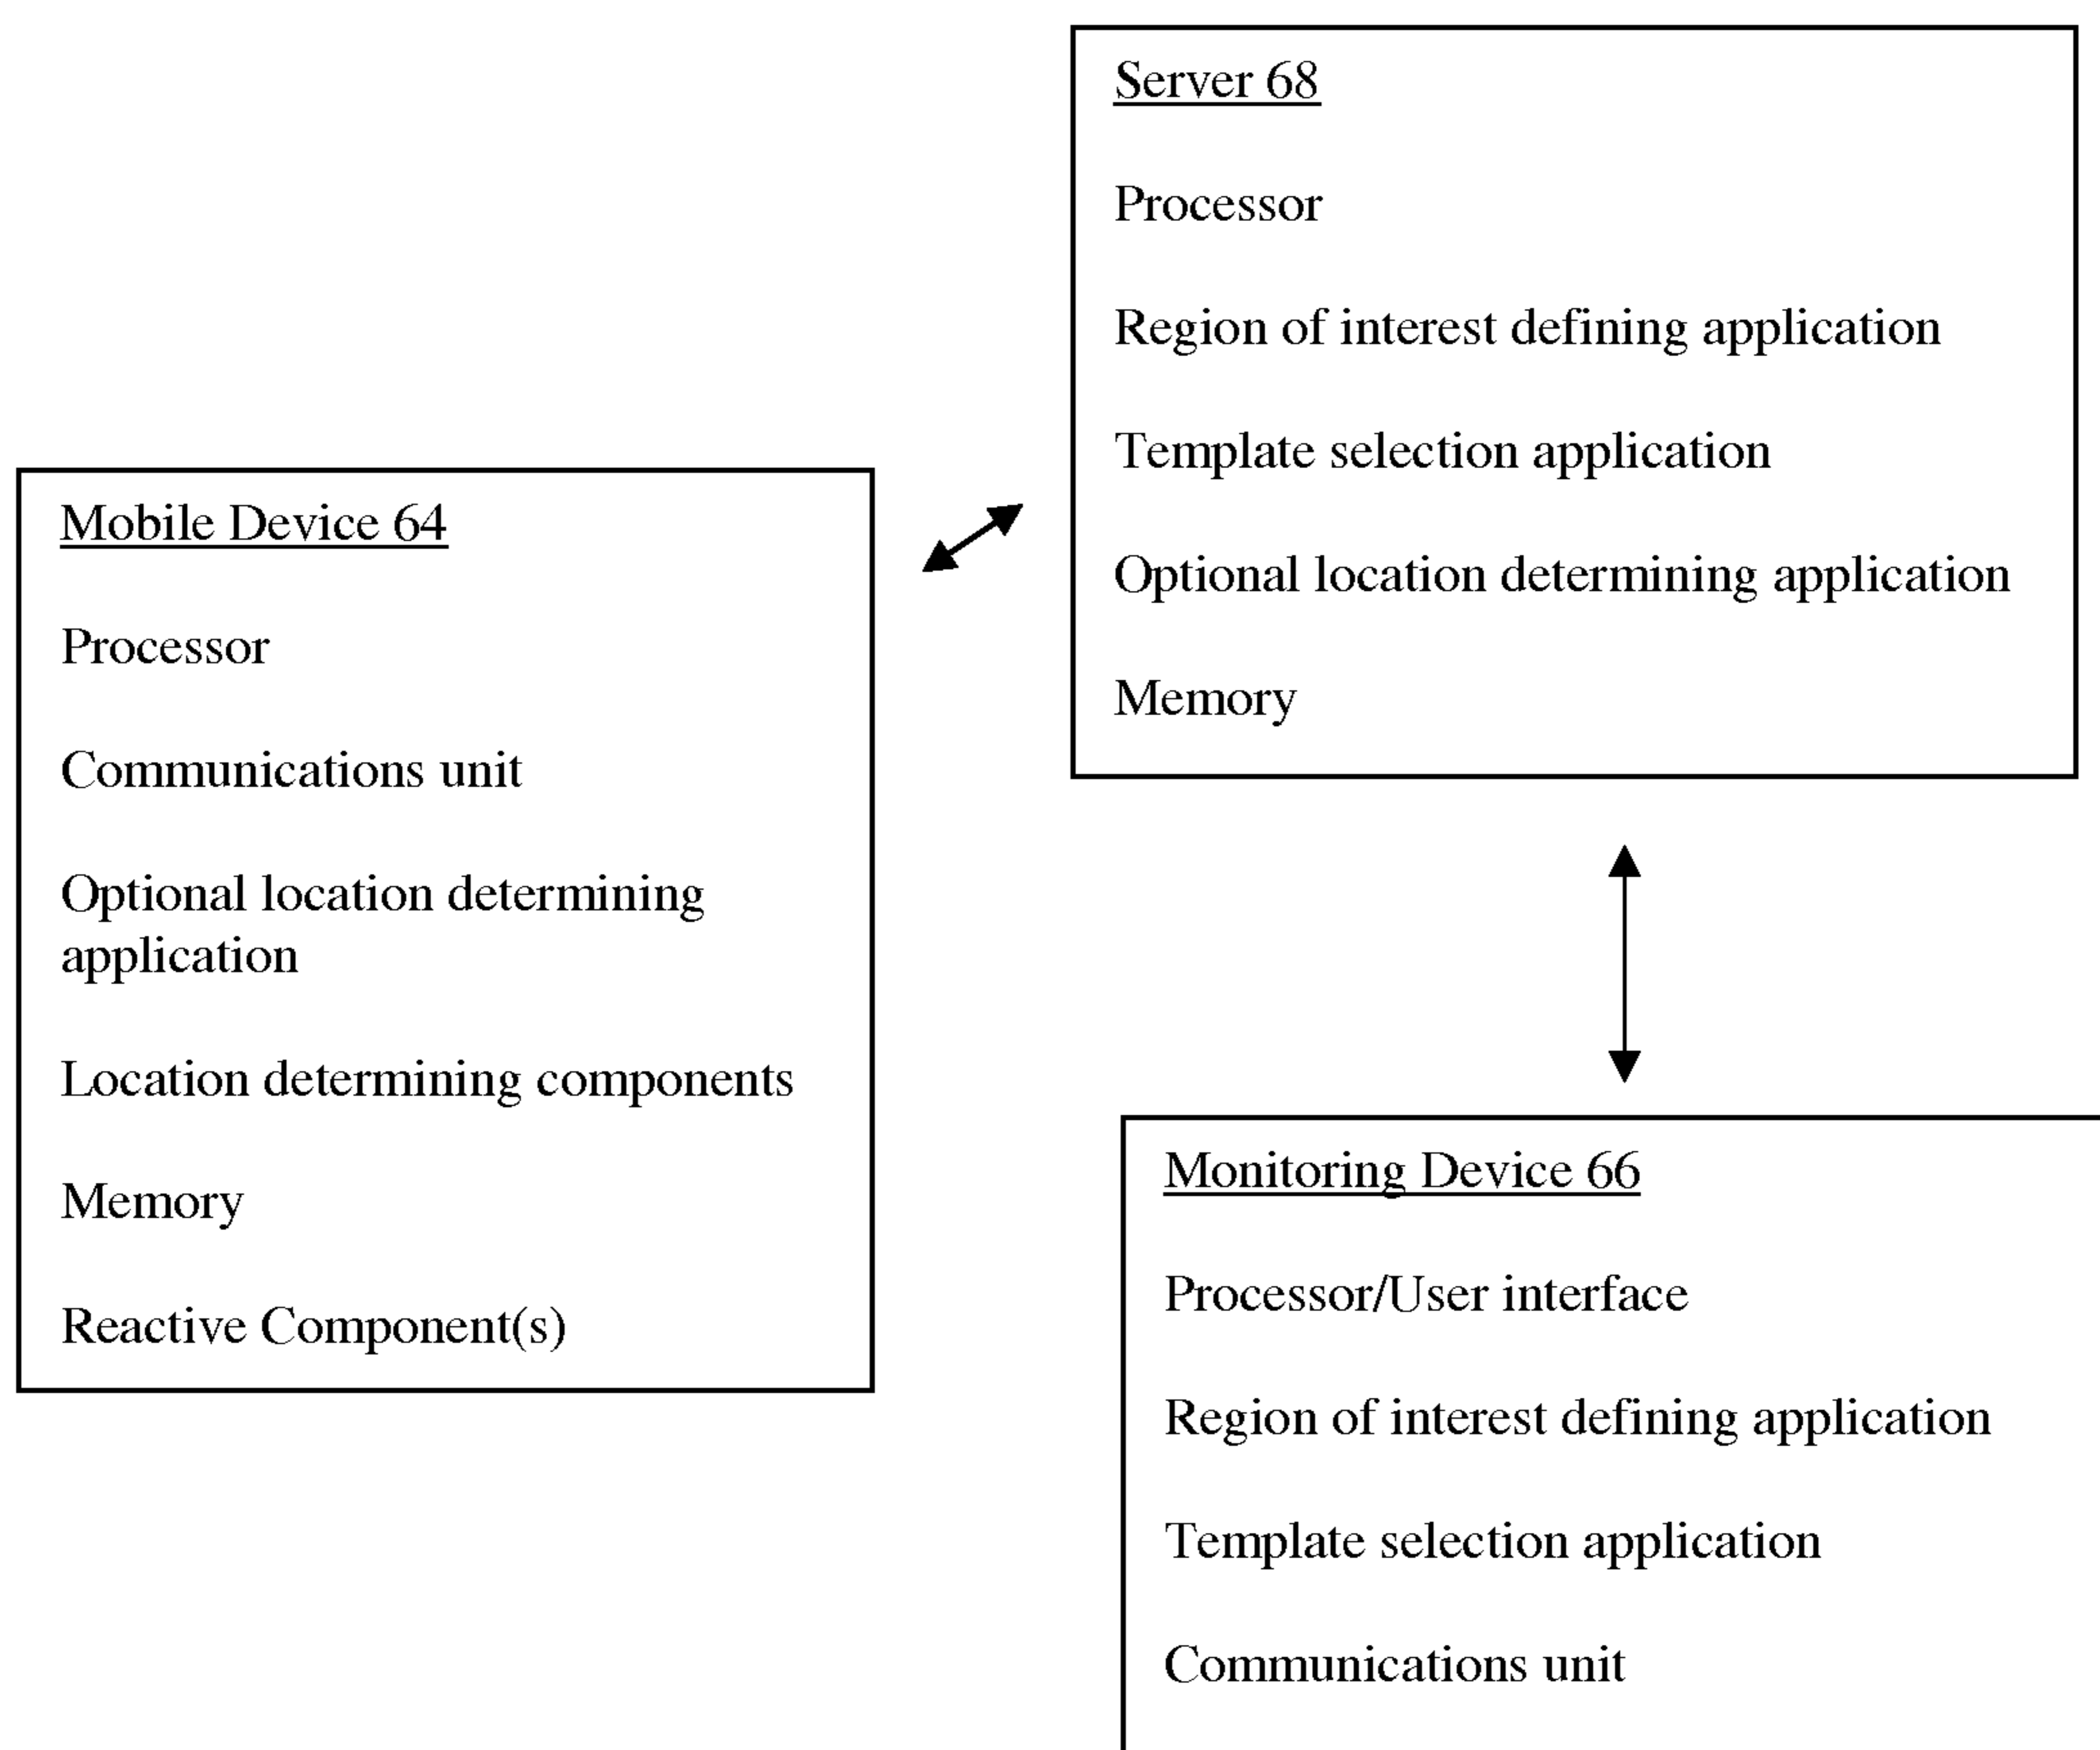 Server 68
Processor
Region of interest defining application
Template selection application
Optional location determining application
Memory
Mobile Device 64
Processor
Communications unit
Optional location determining
application
Location determining components
Memory
Reactive Component(s)
Monitoring Device 66
Processor/User interface
Region of interest defining application
Template selection application
Communications unit